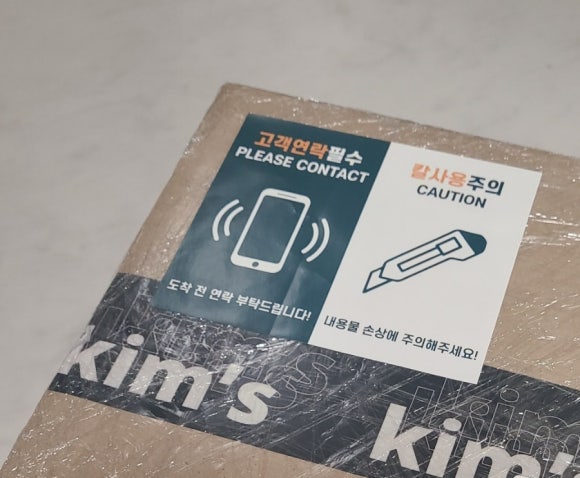 고객연락필수
PLEASE CONTACT
도착 전 연락 부탁드립니다!
칼사용주의
CAUTION
내용물 손상에 주의해주세요!
kim's
kim's